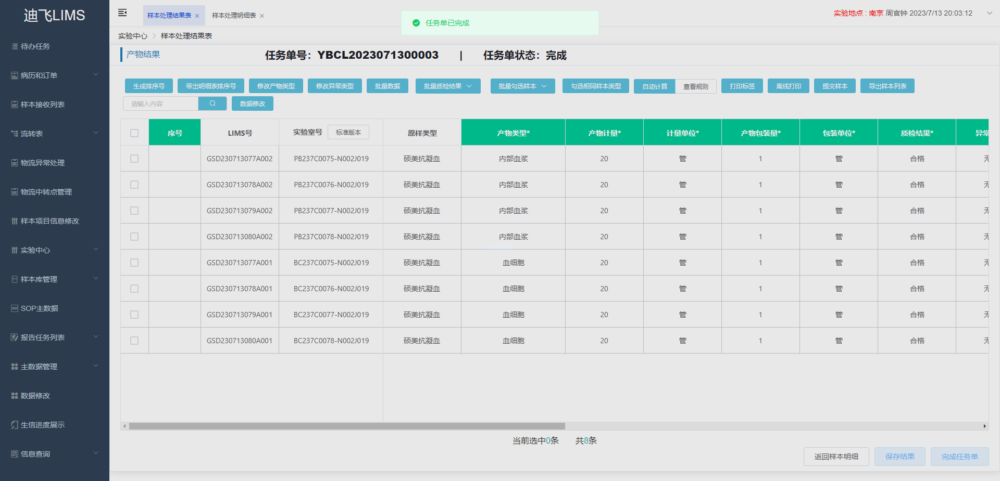 迪飞LIMS
待办任务
病历和订单
样本接收列表
流转表
物流异常处理
物流中转点管理
样本项目信息修改
实验中心
样本库管理
SOP主数据
报告任务列表
主数据管理
数据修改
生信进度展示
信息查询
样本处理结果表 × 样本处理明细表 ×
任务单已完成
实验地点 : 南京 周官钟 2023/7/13 20:03:12
实验中心 > 样本处理结果表
产物结果 任务单号：YBCL2023071300003 | 任务单状态：完成
生成排序号 带出明细表排序号 修改产物类型 修改异常类型 批量数据 批量质检结果 批量勾选样本 勾选相同样本类型 自动计算 查看规则 打印标签 离线打印 提交样本 导出样本列表
请输入内容 数据修改
序号 LIMS号 实验室号 标准版本 原样类型 产物类型* 产物计量* 计量单位* 产物包装量* 包装单位* 质检结果* 异常
GSD230713077A002 PB237C0075-N002J019 硕美抗凝血 内部血浆 20 管 1 管 合格 无
GSD230713078A002 PB237C0076-N002J019 硕美抗凝血 内部血浆 20 管 1 管 合格 无
GSD230713079A002 PB237C0077-N002J019 硕美抗凝血 内部血浆 20 管 1 管 合格 无
GSD230713080A002 PB237C0078-N002J019 硕美抗凝血 内部血浆 20 管 1 管 合格 无
GSD230713077A001 BC237C0075-N002J019 硕美抗凝血 血细胞 20 管 1 管 合格 无
GSD230713078A001 BC237C0076-N002J019 硕美抗凝血 血细胞 20 管 1 管 合格 无
GSD230713079A001 BC237C0077-N002J019 硕美抗凝血 血细胞 20 管 1 管 合格 无
GSD230713080A001 BC237C0078-N002J019 硕美抗凝血 血细胞 20 管 1 管 合格 无
当前选中0条 共8条
返回样本明细 保存结果 完成任务单